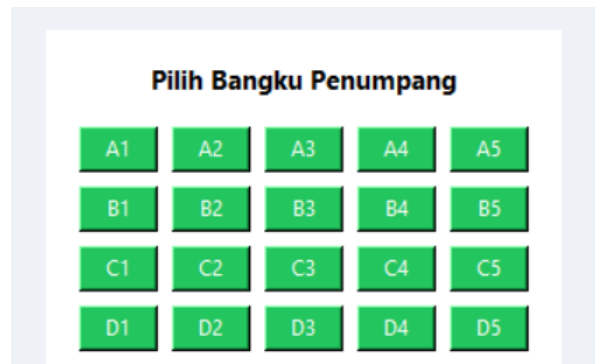 Pilih Bangku Penumpang
A1 A2 A3 A4 A5
B1 B2 B3 B4 B5
C1 C2 C3 C4 C5
D1 D2 D3 D4 D5